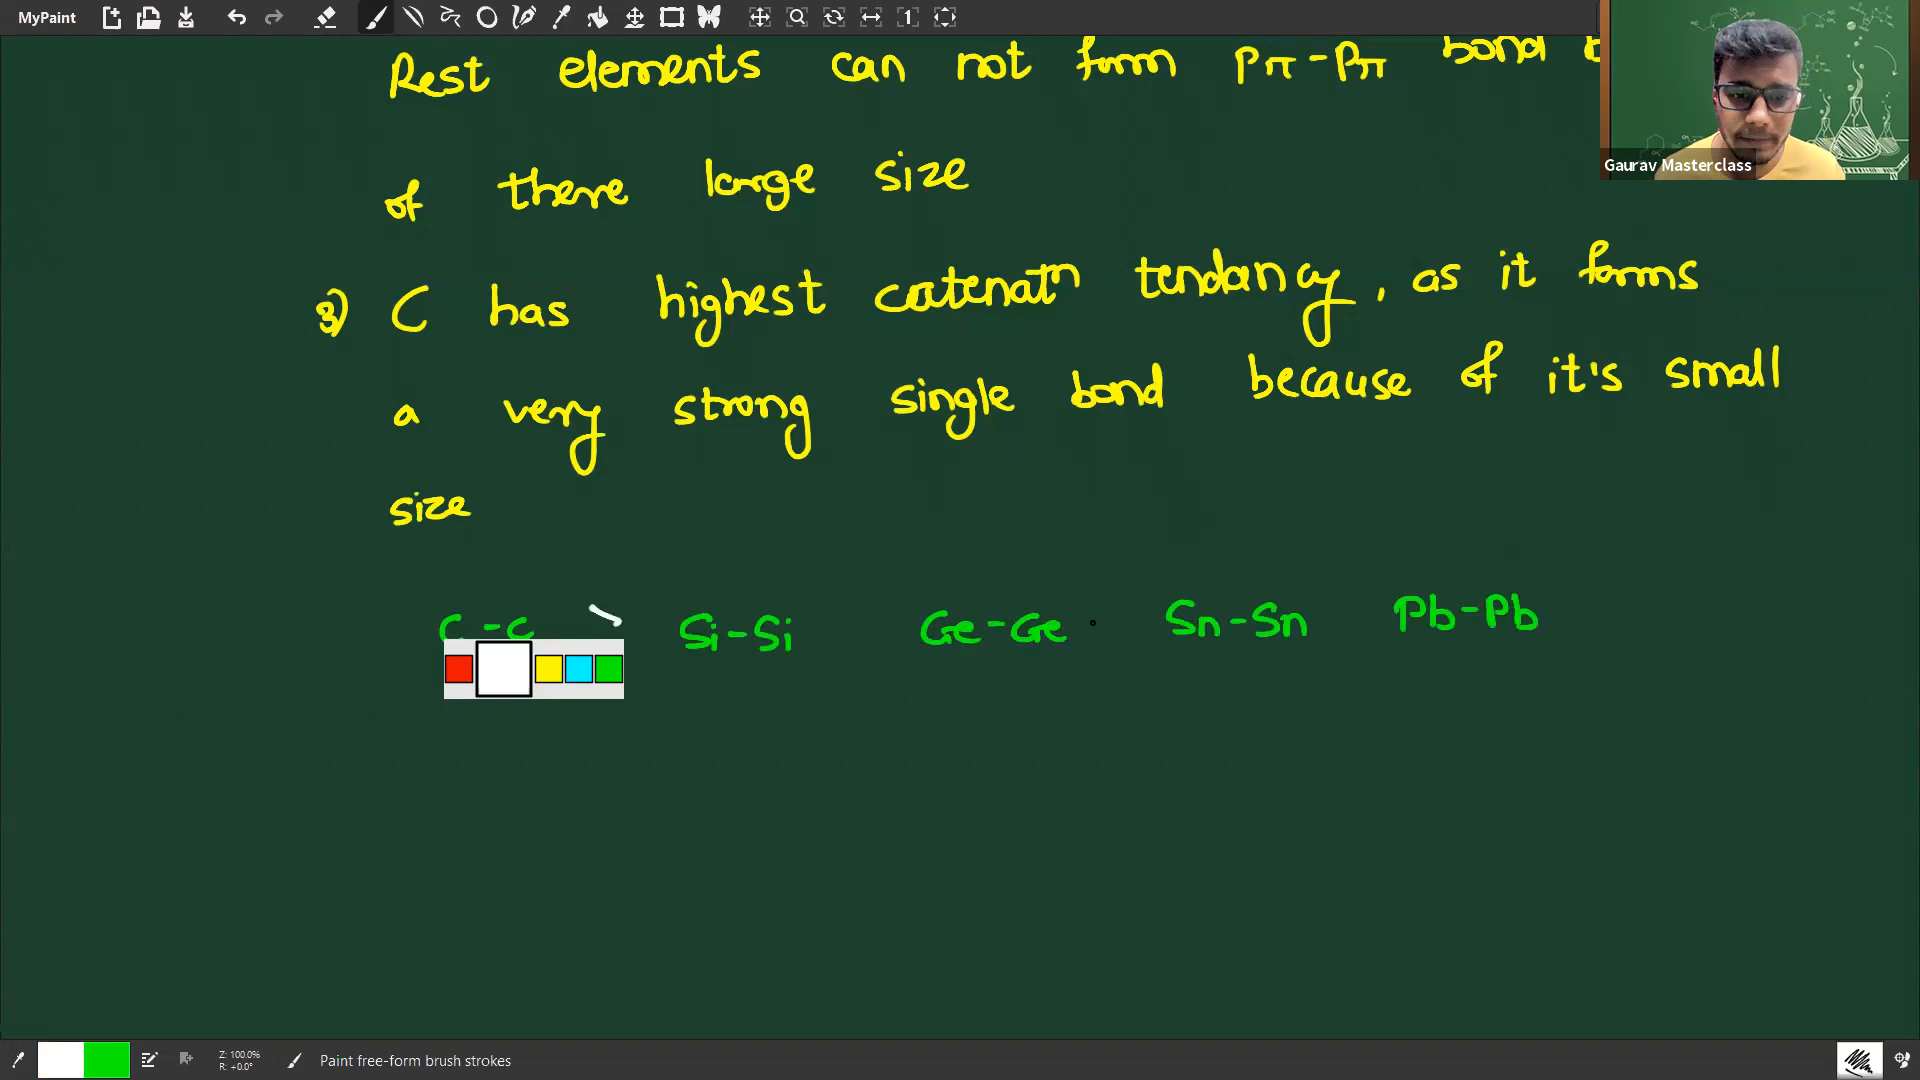 MyPaint
Rest elements can not form pπ-pπ bond
of there large size
Gaurav Masterclass
3) C has highest catenatn tendancy, as it forms
a very strong single bond because of it's small
size
C-C Si-Si Ge-Ge Sn-Sn Pb-Pb
Z: 100.0%
R: +0.0°
Paint free-form brush strokes